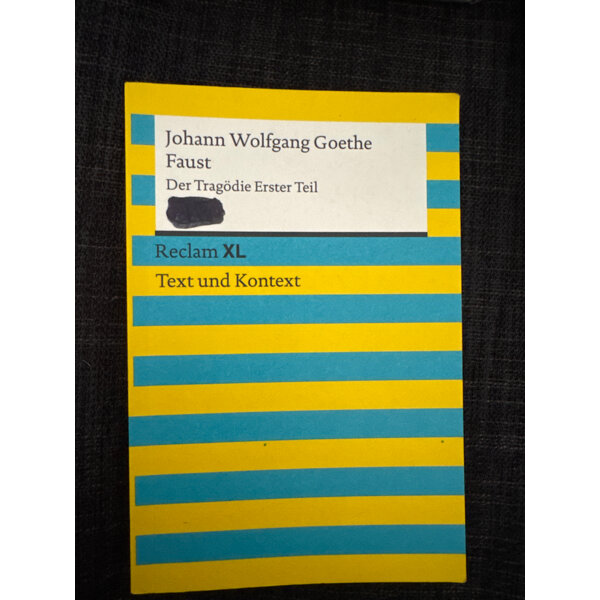 Johann Wolfgang Goethe
Faust
Der Tragödie Erster Teil
Reclam XL
Text und Kontext